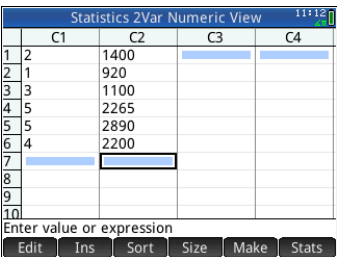 Statistics 2Var Numeric View 11:12
C1 C2 C3 C4
1 2 1400
2 1 920
3 3 1100
4 5 2265
5 5 2890
6 4 2200
7
8
9
10
Enter value or expression
Edit Ins Sort Size Make Stats